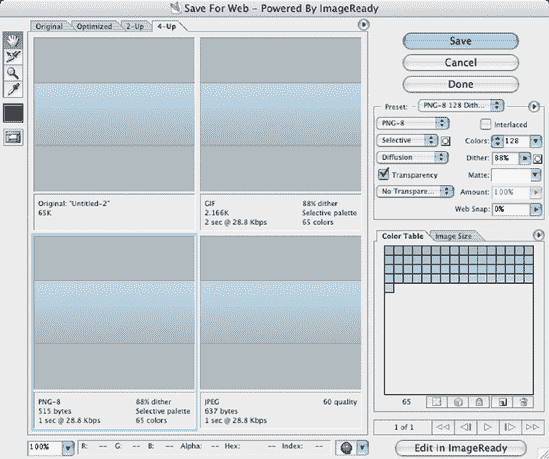 Save For Web – Powered By ImageReady
Original Optimized 2-Up 4-Up
Save
Cancel
Done
Preset: PNG-8 128 Dith...
PNG-8 Interlaced
Selective Colors: 128
Diffusion Dither: 88%
Transparency Matte:
No Transpare... Amount: 100%
Web Snap: 0%
Original: "Untitled-2"
65K
GIF 88% dither
2.166K Selective palette
2 sec @ 28.8 Kbps 65 colors
Color Table Image Size
65
PNG-8 88% dither
515 bytes Selective palette
1 sec @ 28.8 Kbps 65 colors
JPEG 60 quality
637 bytes
1 sec @ 28.8 Kbps
1 of 1
100% R: -- G: -- B: -- Alpha: -- Hex: -- Index: --
Edit in ImageReady